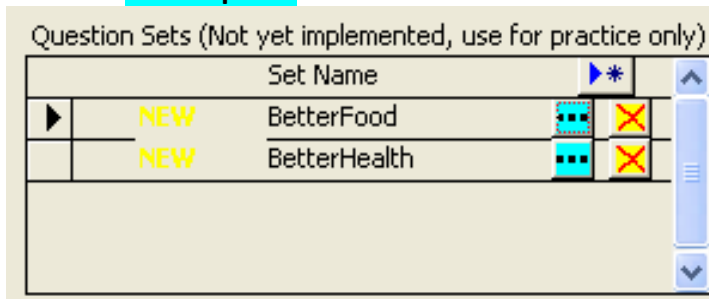 Question Sets (Not yet implemented, use for practice only)
Set Name
NEW BetterFood
NEW BetterHealth